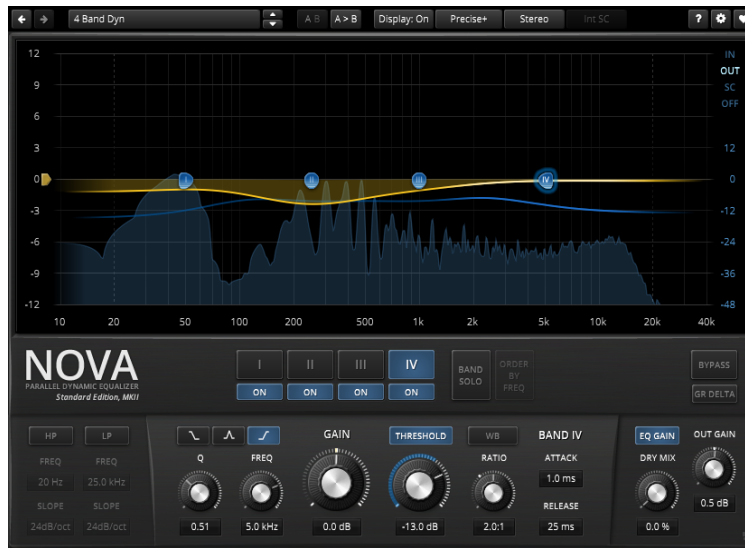 4 Band Dyn
A B
A > B
Display: On
Precise+
Stereo
Int SC
?
12
9
6
3
0
-3
-6
-9
-12
IN
OUT
SC
OFF
12
0
-12
-24
-36
-48
I
II
III
IV
10 20 50 100 200 500 1k 2k 5k 10k 20k 40k
NOVA
PARALLEL DYNAMIC EQUALIZER
Standard Edition, MKII
I II III IV
ON ON ON ON
BAND
SOLO
ORDER
BY
FREQ
BYPASS
GR DELTA
HP LP
FREQ FREQ
20 Hz 25.0 kHz
SLOPE SLOPE
24dB/oct 24dB/oct
GAIN
THRESHOLD
WB
BAND IV
Q
FREQ
RATIO
ATTACK
1.0 ms
RELEASE
0.51
5.0 kHz
0.0 dB
-13.0 dB
2.0:1
25 ms
EQ GAIN
OUT GAIN
DRY MIX
0.5 dB
0.0 %